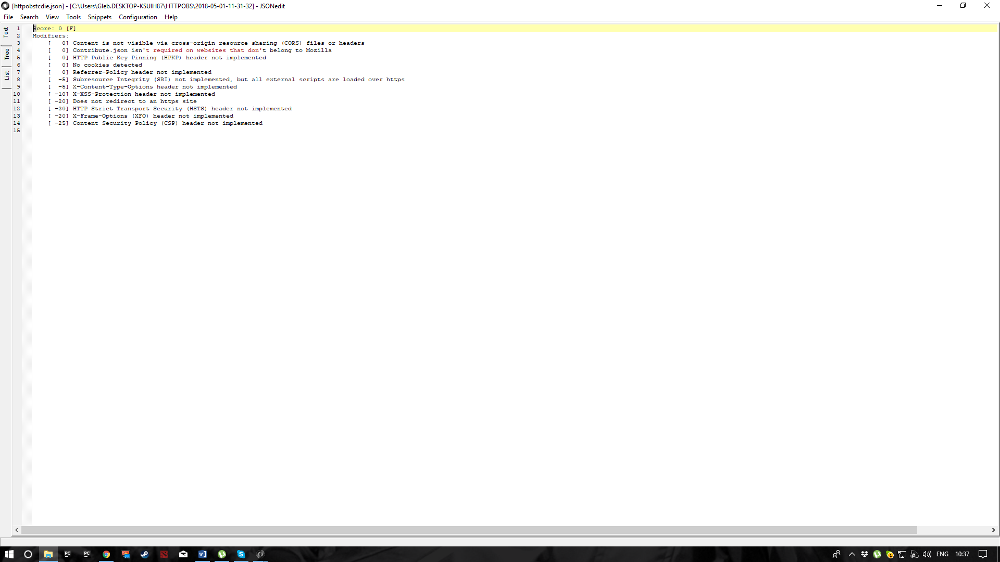 [httpobstcdie.json] - [C:\Users\Gleb.DESKTOP-KSUIH87\HTTPOBS\2018-05-01-11-31-32] - JSONedit
File Search View Tools Snippets Configuration Help
Text
Tree
List
1 Score: 0 [F]
2 Modifiers:
3 [ 0] Content is not visible via cross-origin resource sharing (CORS) files or headers
4 [ 0] Contribute.json isn't required on websites that don't belong to Mozilla
5 [ 0] HTTP Public Key Pinning (HPKP) header not implemented
6 [ 0] No cookies detected
7 [ 0] Referrer-Policy header not implemented
8 [ -5] Subresource Integrity (SRI) not implemented, but all external scripts are loaded over https
9 [ -5] X-Content-Type-Options header not implemented
10 [ -10] X-XSS-Protection header not implemented
11 [ -20] Does not redirect to an https site
12 [ -20] HTTP Strict Transport Security (HSTS) header not implemented
13 [ -20] X-Frame-Options (XFO) header not implemented
14 [ -25] Content Security Policy (CSP) header not implemented
15
PC PC ENG 10:37